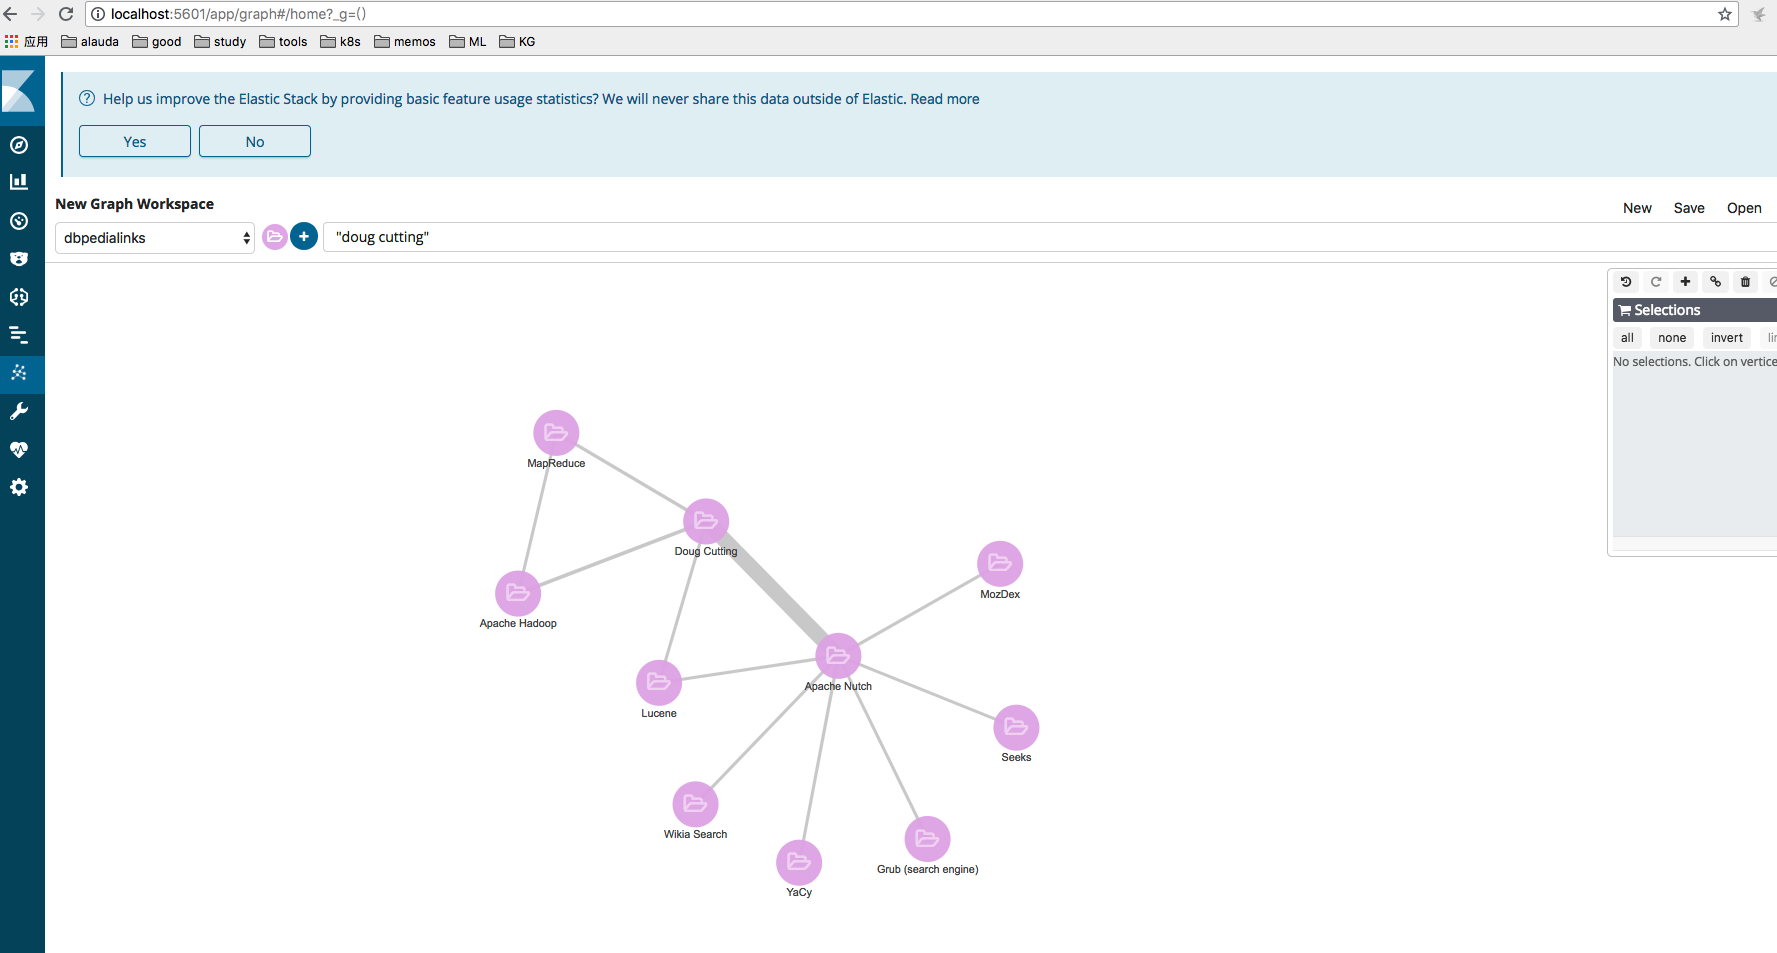 localhost:5601/app/graph#/home?_g=()
应用 alauda good study tools k8s memos ML KG
Help us improve the Elastic Stack by providing basic feature usage statistics? We will never share this data outside of Elastic. Read more
Yes No
New Graph Workspace
New Save Open
dbpedialinks "doug cutting"
Selections
all none invert lin
No selections. Click on vertice
MapReduce
Doug Cutting
MozDex
Apache Hadoop
Apache Nutch
Lucene
Seeks
Wikia Search
Grub (search engine)
YaCy